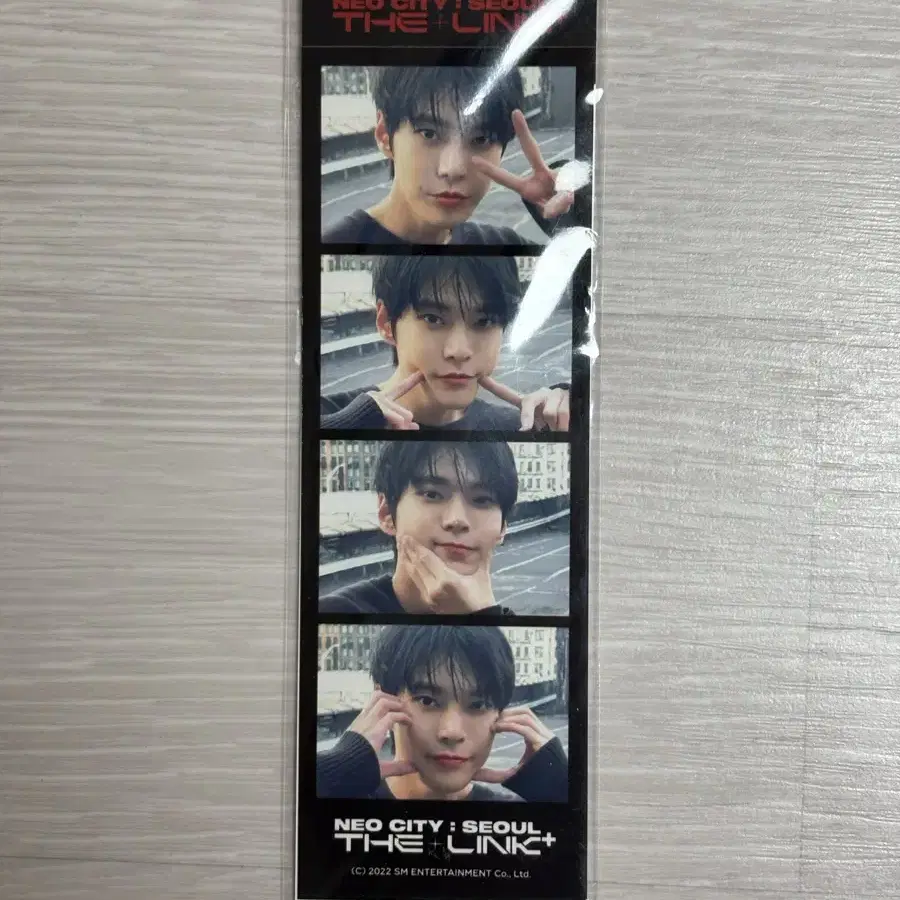 NEO CITY : SEOUL
THE LINK+
NEO CITY : SEOUL
THE LINK+
(C) 2022 SM ENTERTAINMENT Co., Ltd.